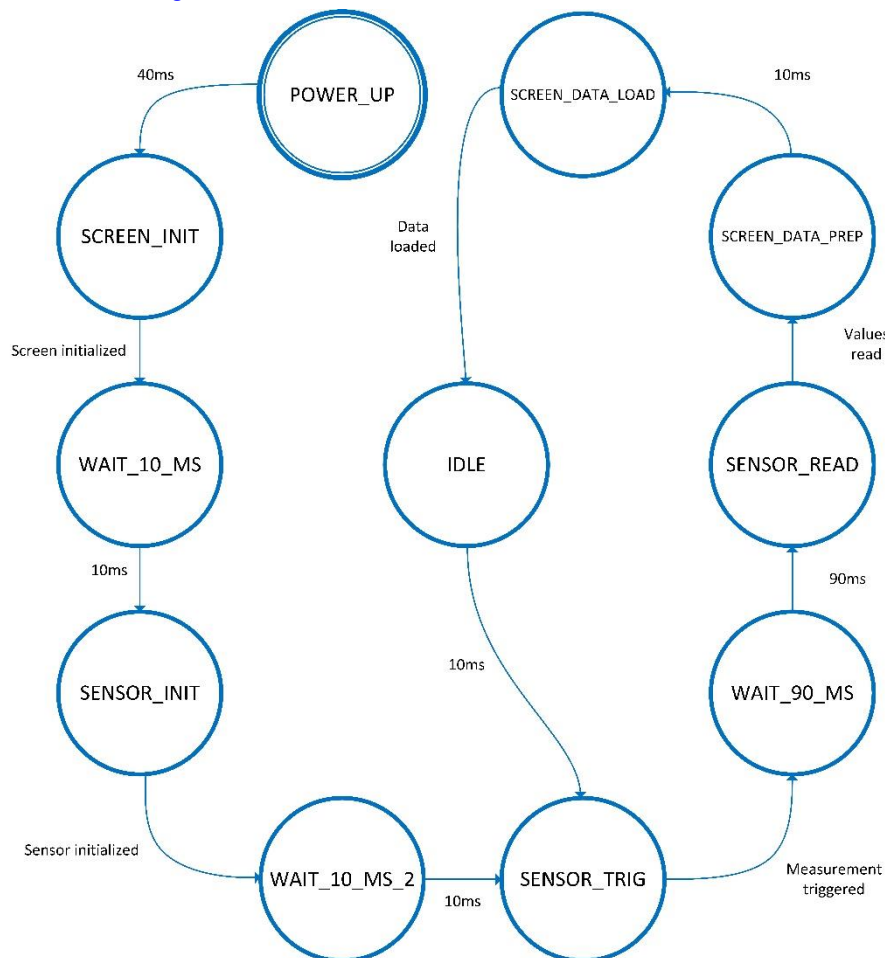 40ms
POWER_UP
SCREEN_DATA_LOAD
10ms
SCREEN_INIT
Data
loaded
SCREEN_DATA_PREP
Screen initialized
Values
read
WAIT_10_MS
IDLE
SENSOR_READ
10ms
90ms
SENSOR_INIT
10ms
WAIT_90_MS
Sensor initialized
WAIT_10_MS_2
10ms
SENSOR_TRIG
Measurement
triggered